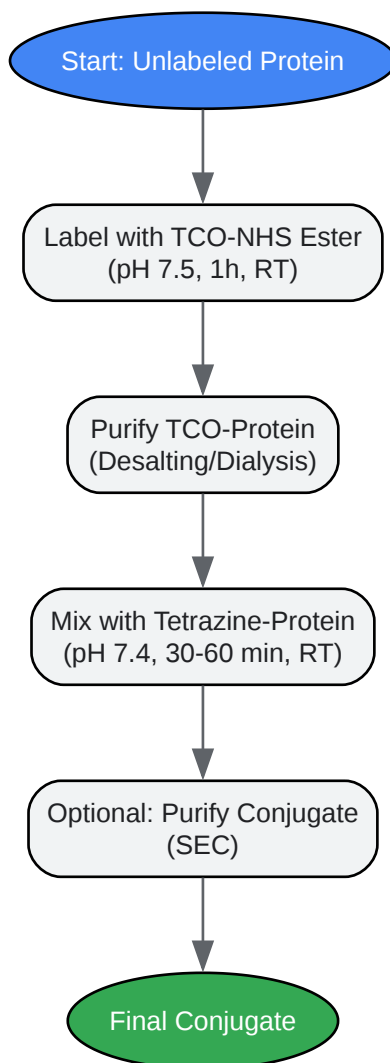 Start: Unlabeled Protein
Label with TCO-NHS Ester
(pH 7.5, 1h, RT)
Purify TCO-Protein
(Desalting/Dialysis)
Mix with Tetrazine-Protein
(pH 7.4, 30-60 min, RT)
Optional: Purify Conjugate
(SEC)
Final Conjugate